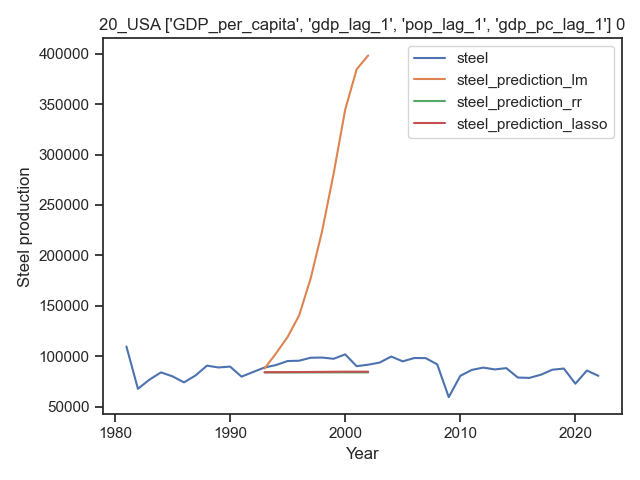 20_USA ['GDP_per_capita', 'gdp_lag_1', 'pop_lag_1', 'gdp_pc_lag_1'] 0
steel
steel_prediction_lm
steel_prediction_rr
steel_prediction_lasso
400000
350000
300000
250000
200000
150000
100000
50000
Steel production
1980
1990
2000
2010
2020
Year